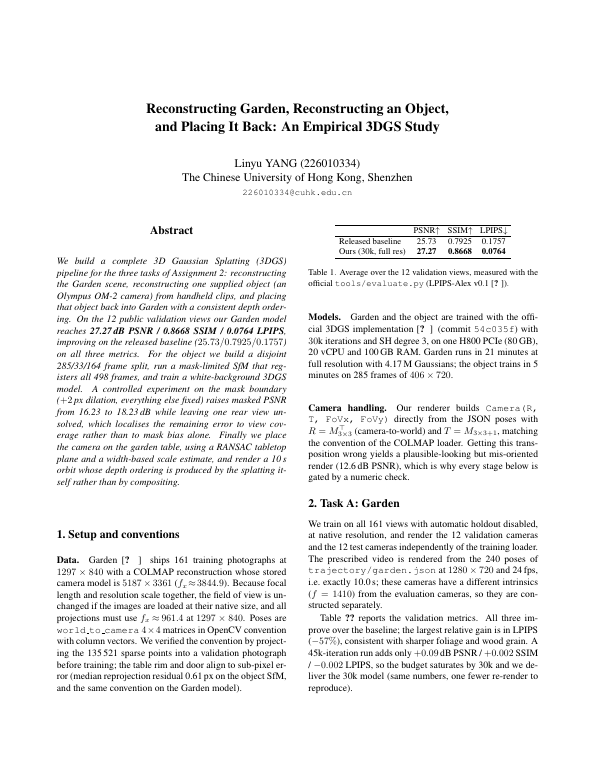 Reconstructing Garden, Reconstructing an Object,
and Placing It Back: An Empirical 3DGS Study
Linyu YANG (226010334)
The Chinese University of Hong Kong, Shenzhen
226010334@cuhk.edu.cn
Abstract
We build a complete 3D Gaussian Splatting (3DGS)
pipeline for the three tasks of Assignment 2: reconstructing
the Garden scene, reconstructing one supplied object (an
Olympus OM-2 camera) from handheld clips, and placing
that object back into Garden with a consistent depth order-
ing. On the 12 public validation views our Garden model
reaches 27.27 dB PSNR / 0.8668 SSIM / 0.0764 LPIPS,
improving on the released baseline (25.73/0.7925/0.1757)
on all three metrics. For the object we build a disjoint
285/33/164 frame split, run a mask-limited SfM that reg-
isters all 498 frames, and train a white-background 3DGS
model. A controlled experiment on the mask boundary
(+2 px dilation, everything else fixed) raises masked PSNR
from 16.23 to 18.23 dB while leaving one rear view un-
solved, which localises the remaining error to view cov-
erage rather than to mask bias alone. Finally we place
the camera on the garden table, using a RANSAC tabletop
plane and a width-based scale estimate, and render a 10 s
orbit whose depth ordering is produced by the splatting it-
self rather than by compositing.
1. Setup and conventions
Data. Garden [? ] ships 161 training photographs at
1297 × 840 with a COLMAP reconstruction whose stored
camera model is 5187 × 3361 (fx ≈3844.9). Because focal
length and resolution scale together, the field of view is un-
changed if the images are loaded at their native size, and all
projections must use fx ≈ 961.4 at 1297 × 840. Poses are
world_to_camera 4×4 matrices in OpenCV convention
with column vectors. We verified the convention by project-
ing the 135 521 sparse points into a validation photograph
before training; the table rim and door align to sub-pixel er-
ror (median reprojection residual 0.61 px on the object SfM,
and the same convention on the Garden model).
PSNR↑ SSIM↑ LPIPS↓
Released baseline 25.73 0.7925 0.1757
Ours (30k, full res) 27.27 0.8668 0.0764
Table 1. Average over the 12 validation views, measured with the
official tools/evaluate.py (LPIPS-Alex v0.1 [? ]).
Models. Garden and the object are trained with the offi-
cial 3DGS implementation [? ] (commit 54c035f) with
30k iterations and SH degree 3, on one H800 PCIe (80 GB),
20 vCPU and 100 GB RAM. Garden runs in 21 minutes at
full resolution with 4.17 M Gaussians; the object trains in 5
minutes on 285 frames of 406 × 720.
Camera handling. Our renderer builds Camera(R,
T, FoVx, FoVy) directly from the JSON poses with
R = M⊤3×3 (camera-to-world) and T = M3×3+1, matching
the convention of the COLMAP loader. Getting this trans-
position wrong yields a plausible-looking but mis-oriented
render (12.6 dB PSNR), which is why every stage below is
gated by a numeric check.
2. Task A: Garden
We train on all 161 views with automatic holdout disabled,
at native resolution, and render the 12 validation cameras
and the 12 test cameras independently of the training loader.
The prescribed video is rendered from the 240 poses of
trajectory/garden.json at 1280 × 720 and 24 fps,
i.e. exactly 10.0 s; these cameras have a different intrinsics
(f = 1410) from the evaluation cameras, so they are con-
structed separately.
Table ?? reports the validation metrics. All three im-
prove over the baseline; the largest relative gain is in LPIPS
(−57%), consistent with sharper foliage and wood grain. A
45k-iteration run adds only +0.09 dB PSNR / +0.002 SSIM
/ −0.002 LPIPS, so the budget saturates by 30k and we de-
liver the 30k model (same numbers, one fewer re-render to
reproduce).